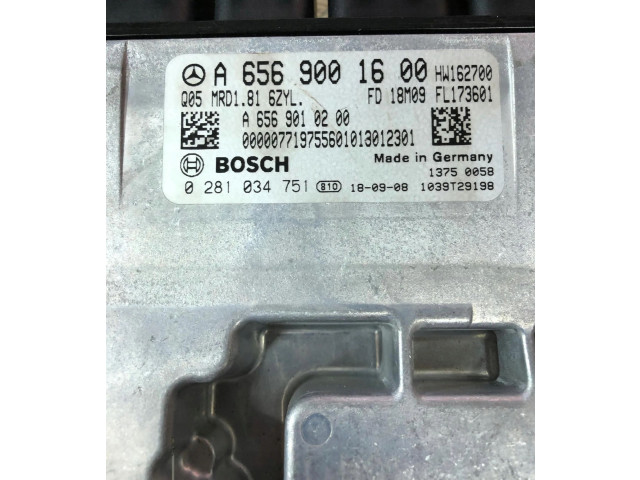 A 656 900 16 00 HW162700
Q05 MRD1.81 6ZYL. FD 18M09 FL173601
A 656 901 02 00
000007719755601013012301
BOSCH Made in Germany
1375 0058
0 281 034 751 810 18-09-08 1039T29198